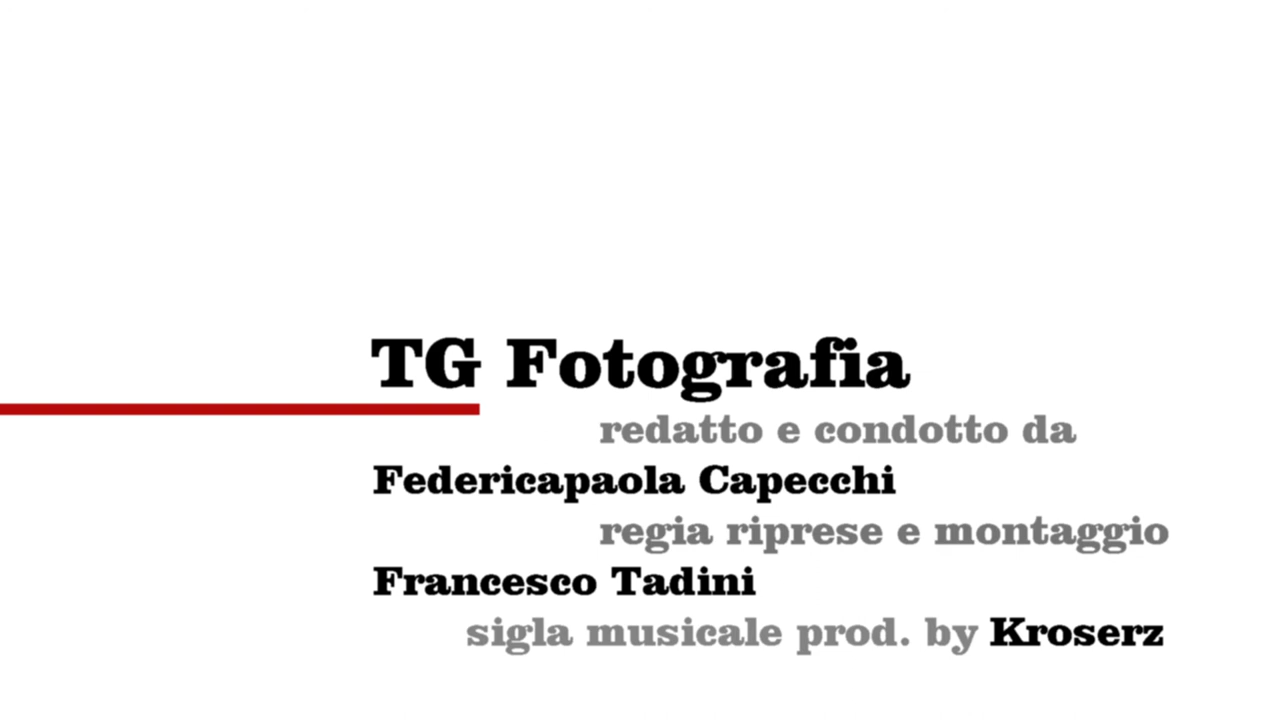 TG Fotografia
redatto e condotto da
Federicapaola Capecchi
regia riprese e montaggio
Francesco Tadini
sigla musicale prod. by Kroserz